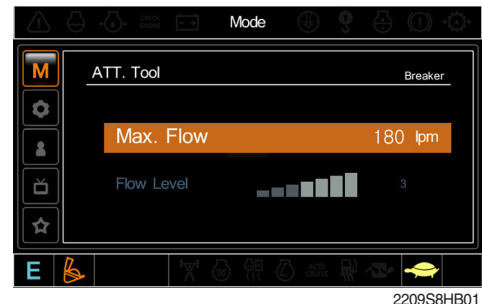 CHECK ENGINE
Mode
M
ATT. Tool
Breaker
Max. Flow
180 lpm
Flow Level
3
E
AUTO CRUISE
2209S8HB01